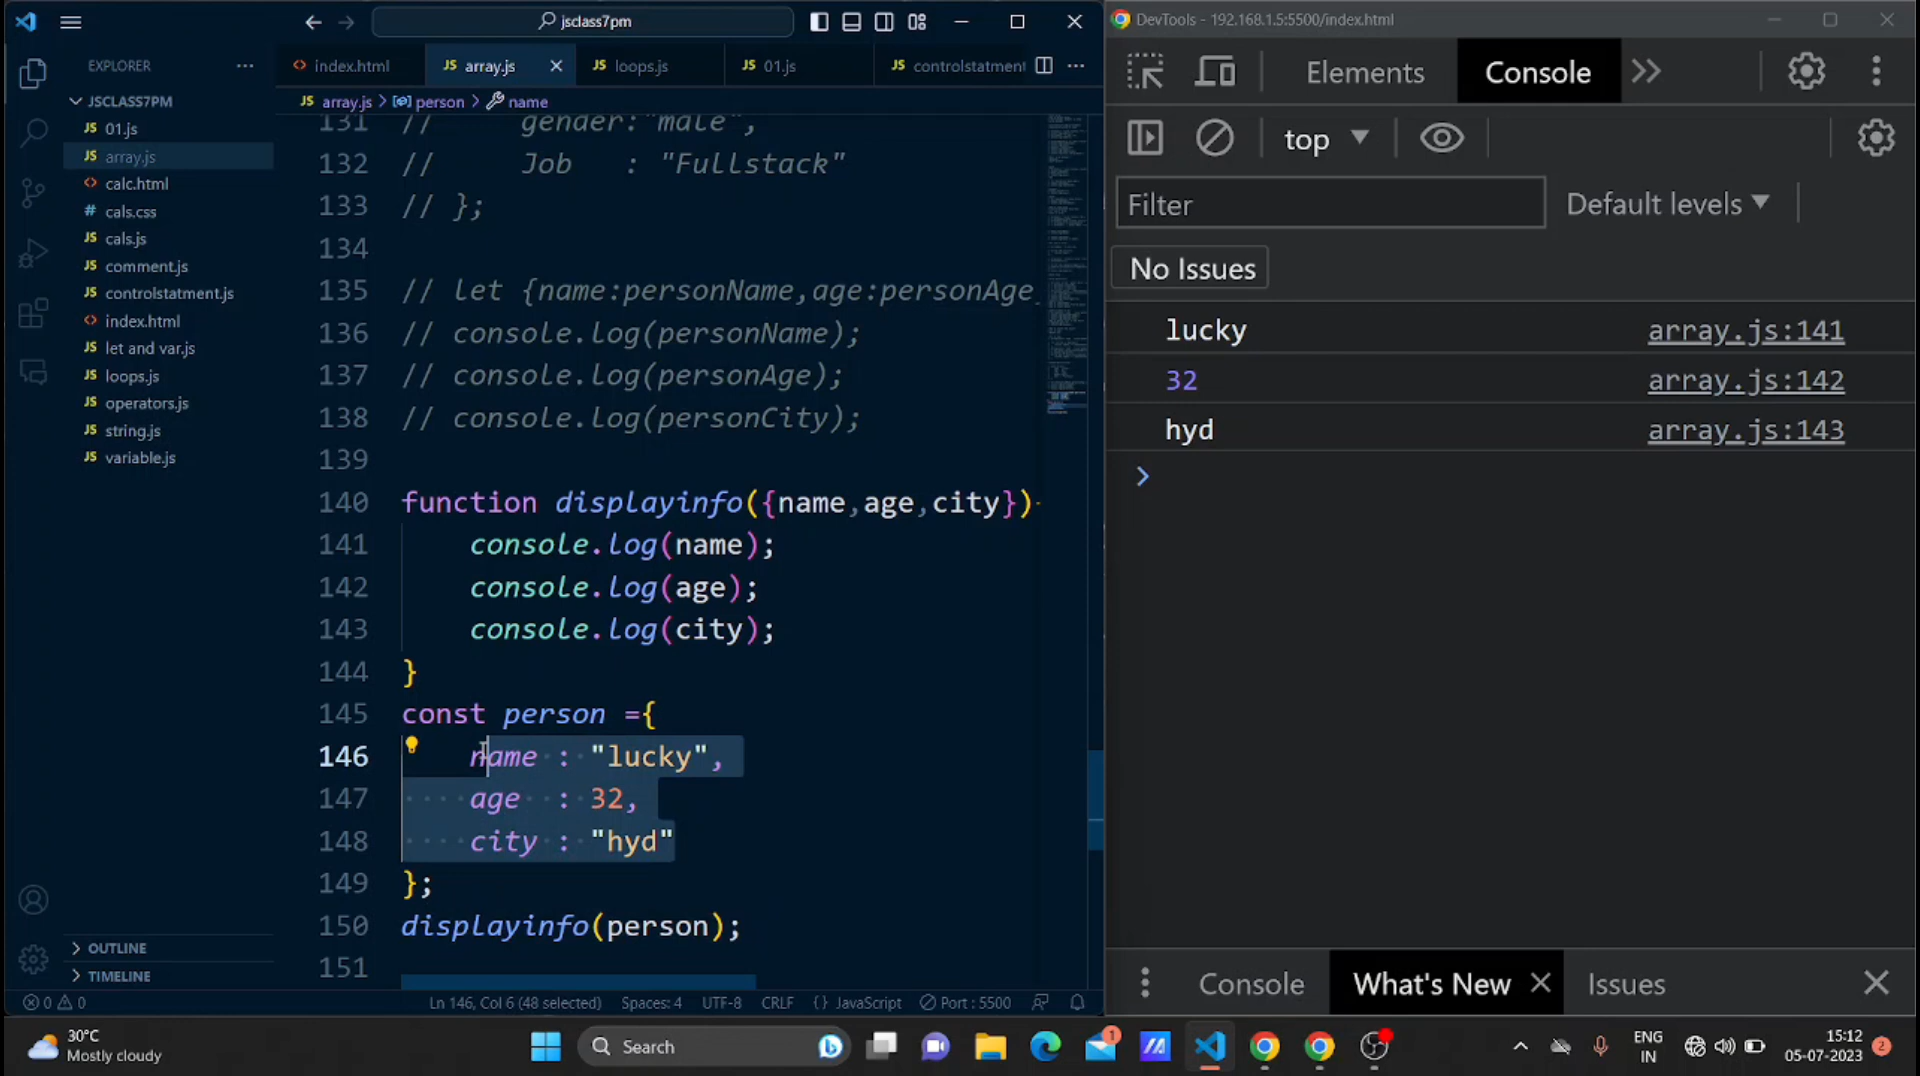 jsclass7pm
EXPLORER
JSCLASS7PM
01.js
array.js
calc.html
cals.css
cals.js
comment.js
controlstatment.js
index.html
let and var.js
loops.js
operators.js
string.js
variable.js
OUTLINE
TIMELINE
index.html
array.js
loops.js
01.js
controlstatment
array.js > person > name
131 // gender:"male",
132 // Job : "Fullstack"
133 // };
134
135 // let {name:personName,age:personAge,
136 // console.log(personName);
137 // console.log(personAge);
138 // console.log(personCity);
139
140 function displayinfo({name,age,city})
141 console.log(name);
142 console.log(age);
143 console.log(city);
144 }
145 const person ={
146 name : "lucky",
147 age : 32,
148 city : "hyd"
149 };
150 displayinfo(person);
151
0 0
Ln 146, Col 6 (48 selected) Spaces: 4 UTF-8 CRLF {} JavaScript Port : 5500
DevTools - 192.168.1.5:5500/index.html
Elements Console
top
Filter
Default levels
No Issues
lucky array.js:141
32 array.js:142
hyd array.js:143
Console What's New Issues
30°C
Mostly cloudy
Search
1
ENG
IN
15:12
05-07-2023
2